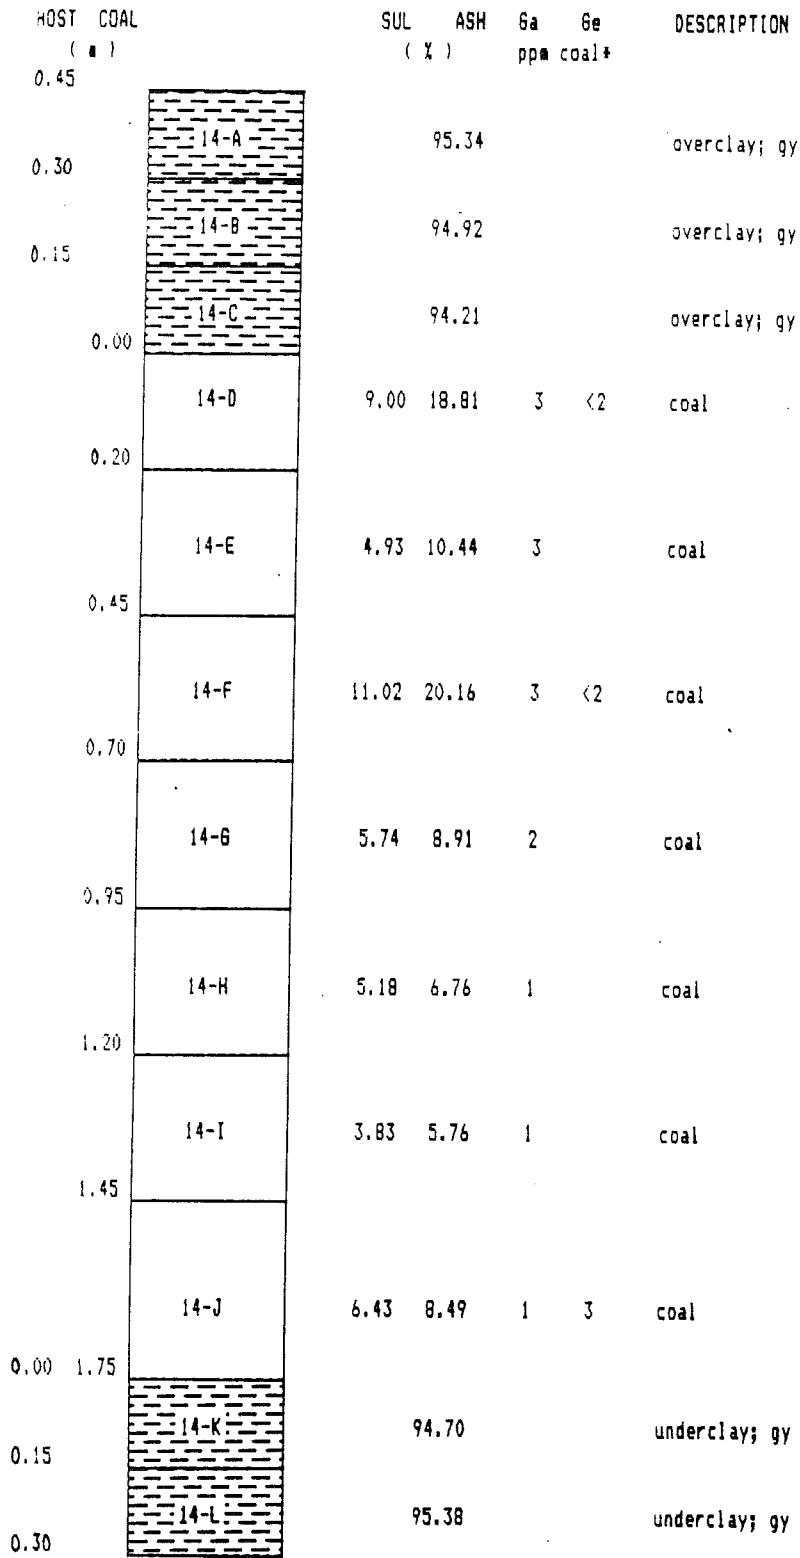 HOST COAL SUL ASH Ga Ge DESCRIPTION
( m ) ( % ) ppm coal*
0.45
14-A 95.34 overclay; gy
0.30
14-B 94.92 overclay; gy
0.15
14-C 94.21 overclay; gy
0.00
14-D 9.00 18.81 3 <2 coal
0.20
14-E 4.93 10.44 3 coal
0.45
14-F 11.02 20.16 3 <2 coal
0.70
14-G 5.74 8.91 2 coal
0.95
14-H 5.18 6.76 1 coal
1.20
14-I 3.83 5.76 1 coal
1.45
14-J 6.43 8.49 1 3 coal
0.00 1.75
14-K 94.70 underclay; gy
0.15
14-L 95.38 underclay; gy
0.30